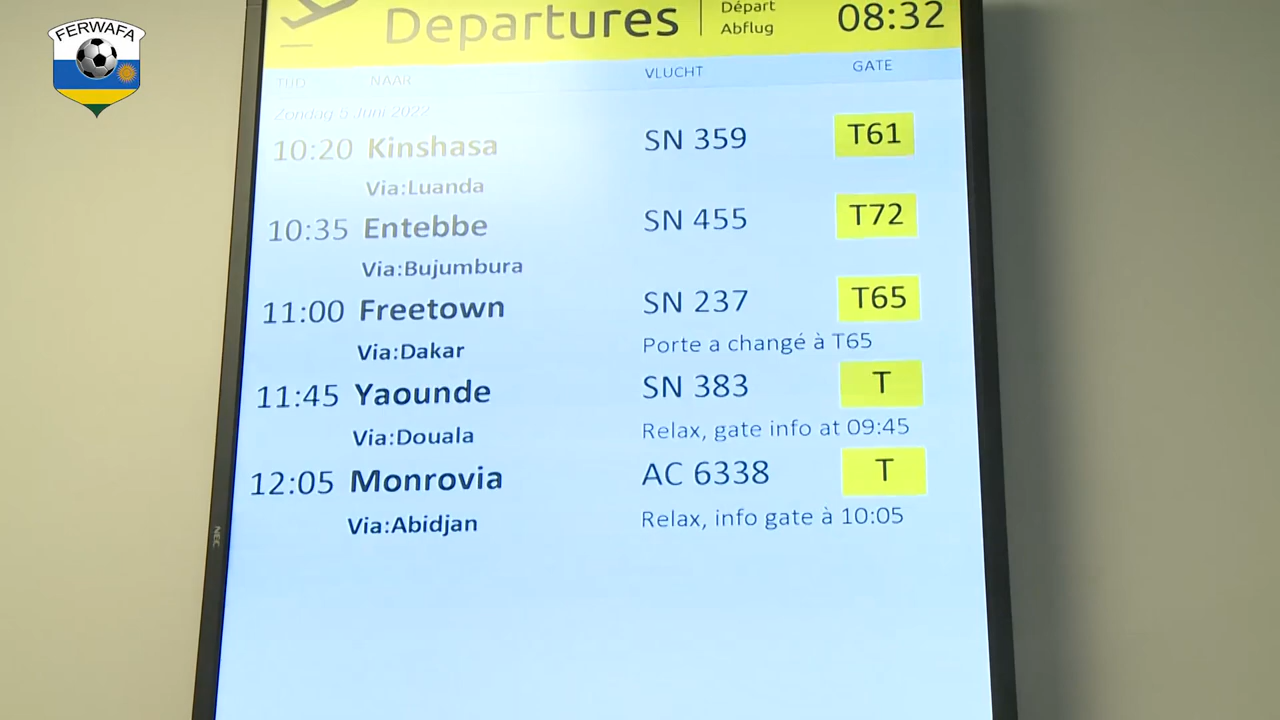 FERWAFA
Departures Départ 08:32
Abflug
TIJD NAAR VLUCHT GATE
Zondag 5 Juni 2022
10:20 Kinshasa SN 359 T61
Via:Luanda
10:35 Entebbe SN 455 T72
Via:Bujumbura
11:00 Freetown SN 237 T65
Via:Dakar Porte a changé à T65
11:45 Yaounde SN 383 T
Via:Douala Relax, gate info at 09:45
12:05 Monrovia AC 6338 T
Via:Abidjan Relax, info gate à 10:05
NEC